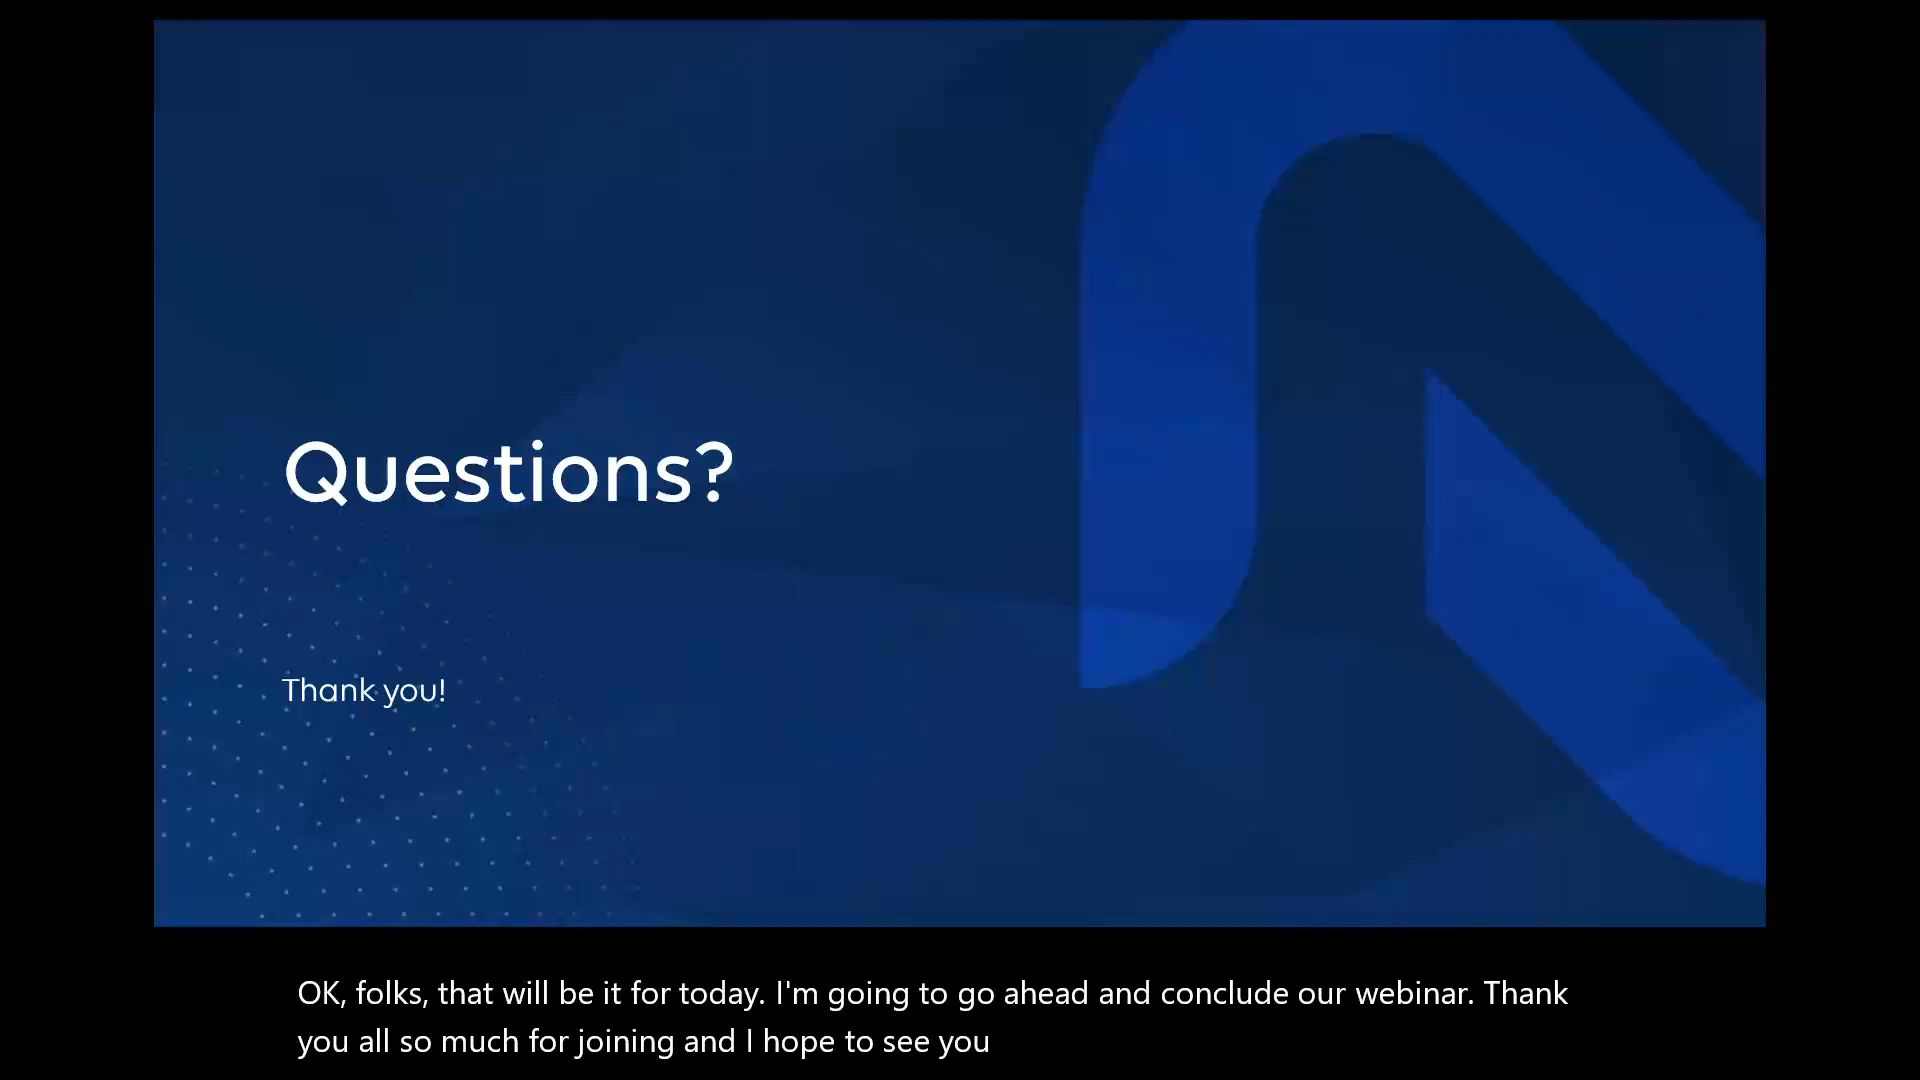 Questions?
Thank you!
OK, folks, that will be it for today. I'm going to go ahead and conclude our webinar. Thank
you all so much for joining and I hope to see you